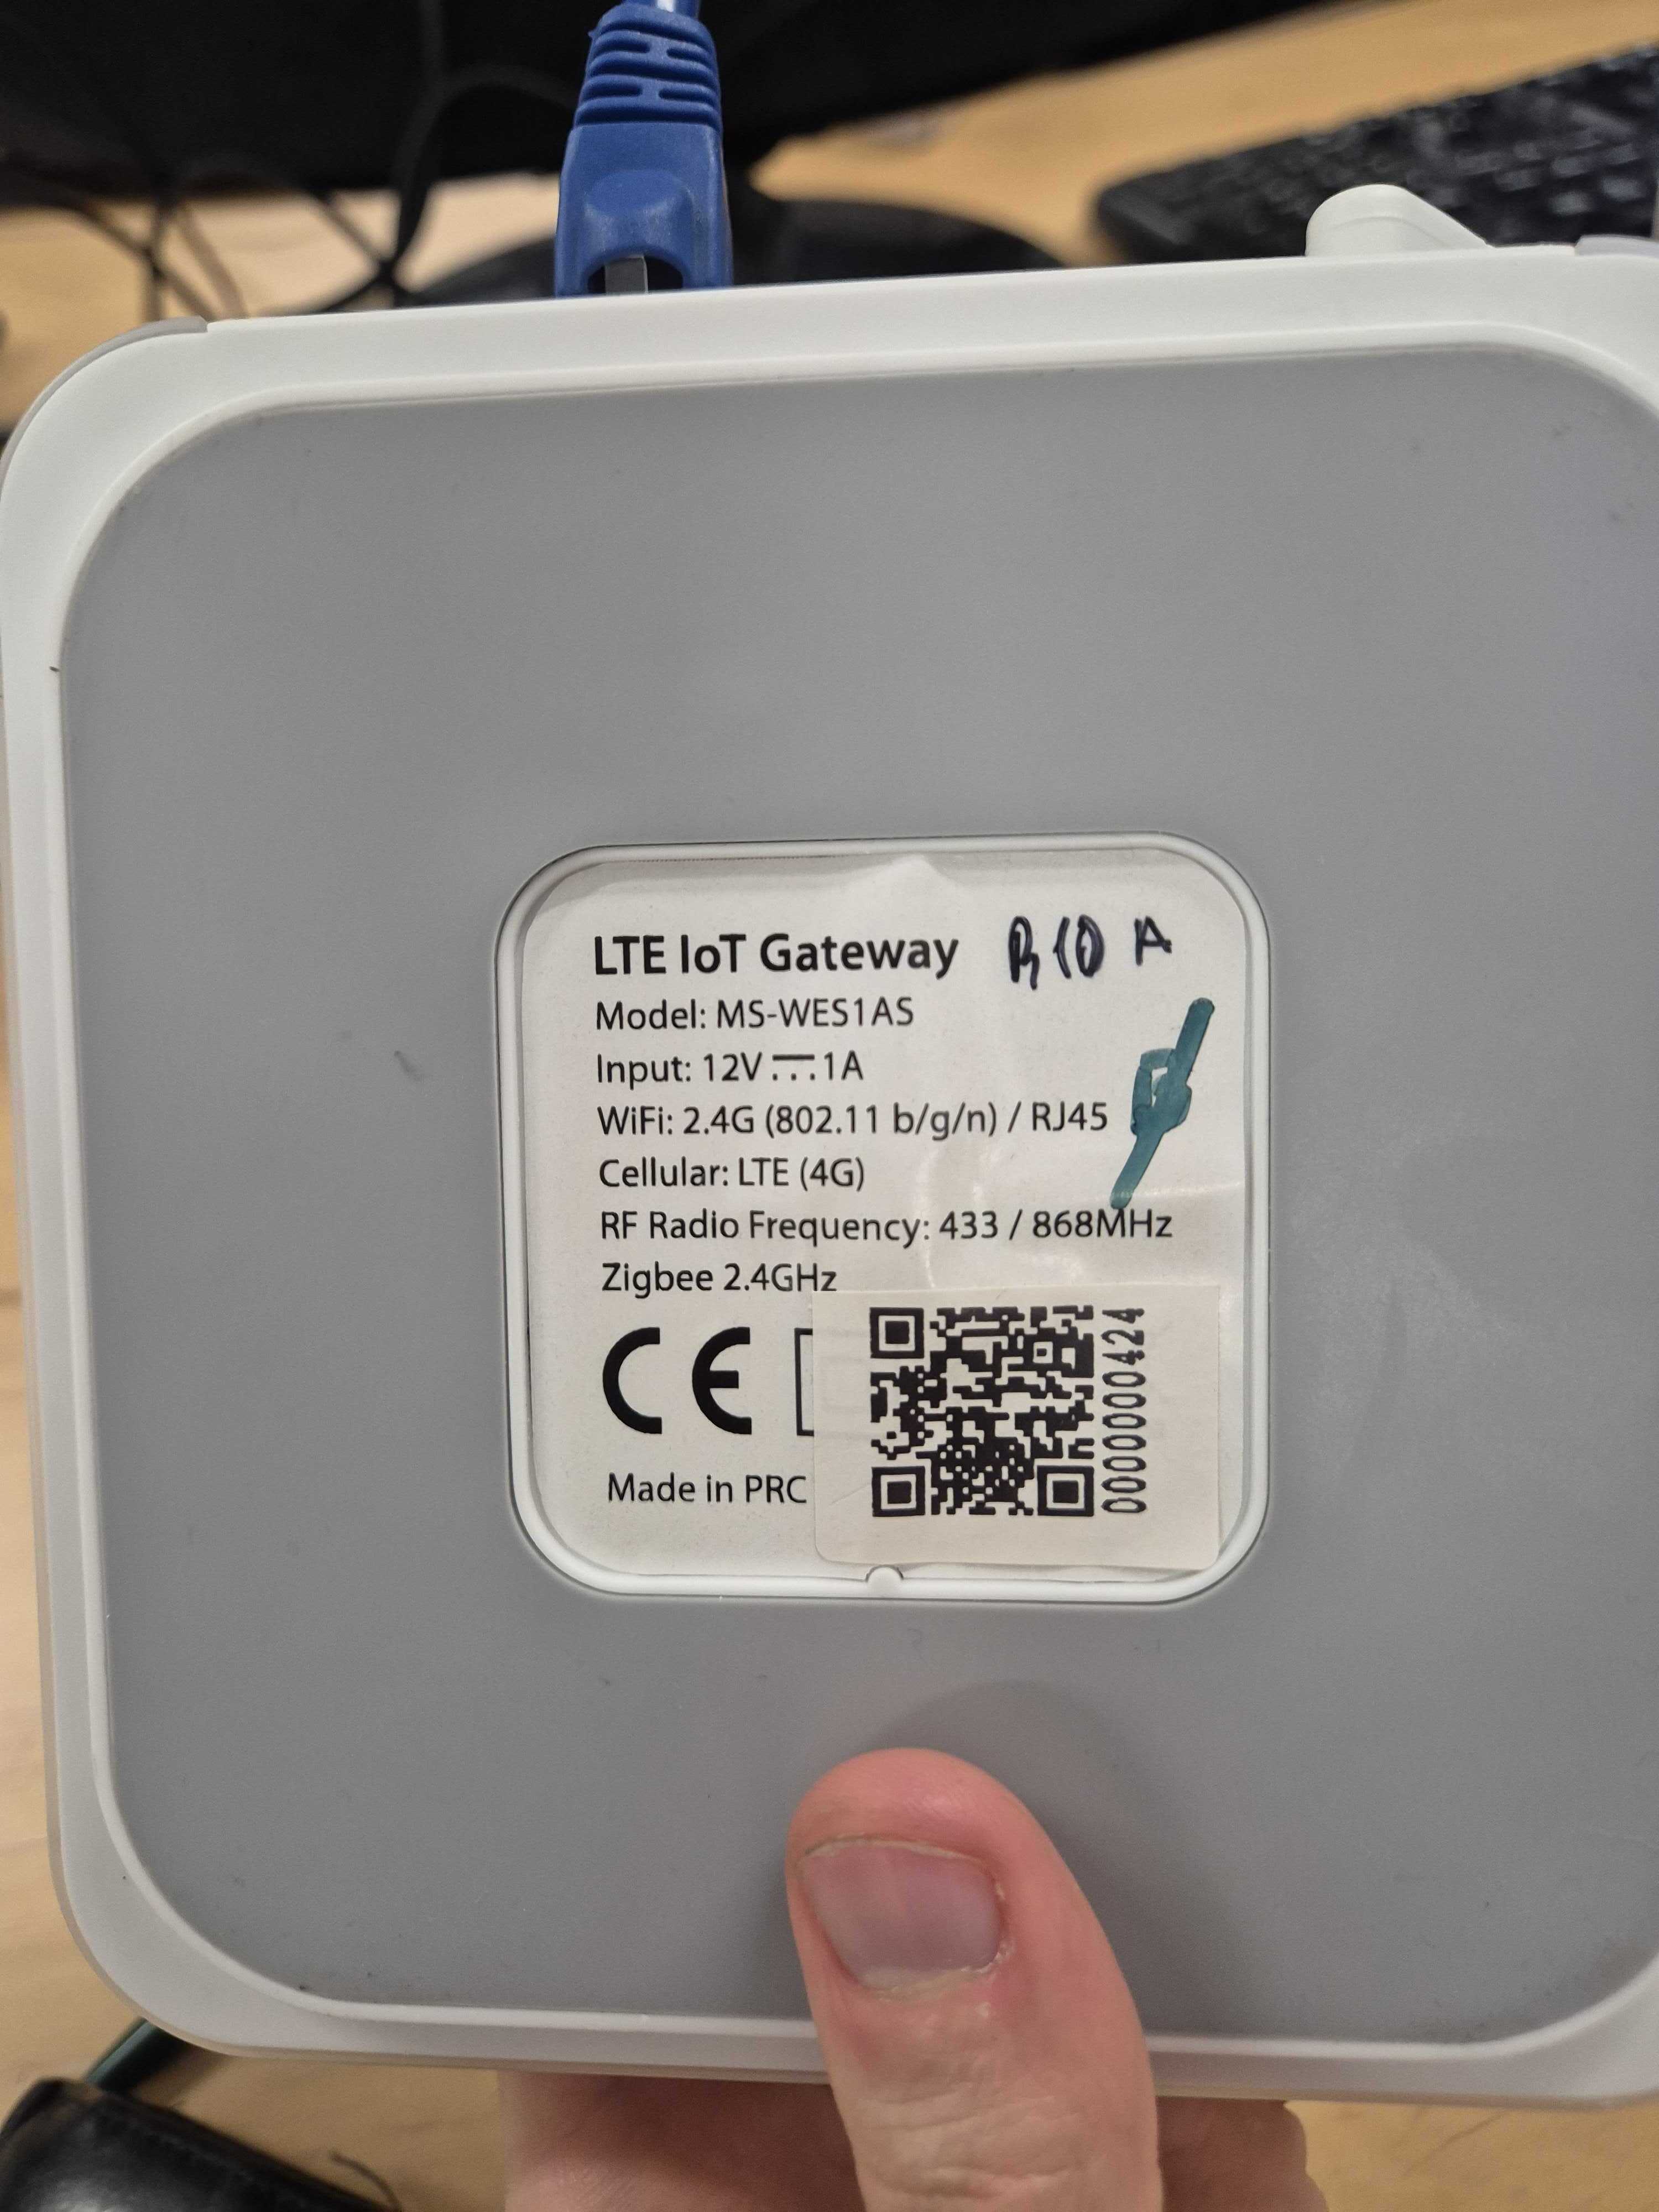 LTE IoT Gateway
Model: MS-WES1AS
Input: 12V ⎓ 1A
WiFi: 2.4G (802.11 b/g/n) / RJ45
Cellular: LTE (4G)
RF Radio Frequency: 433 / 868MHz
Zigbee 2.4GHz
CE
Made in PRC
0000000424